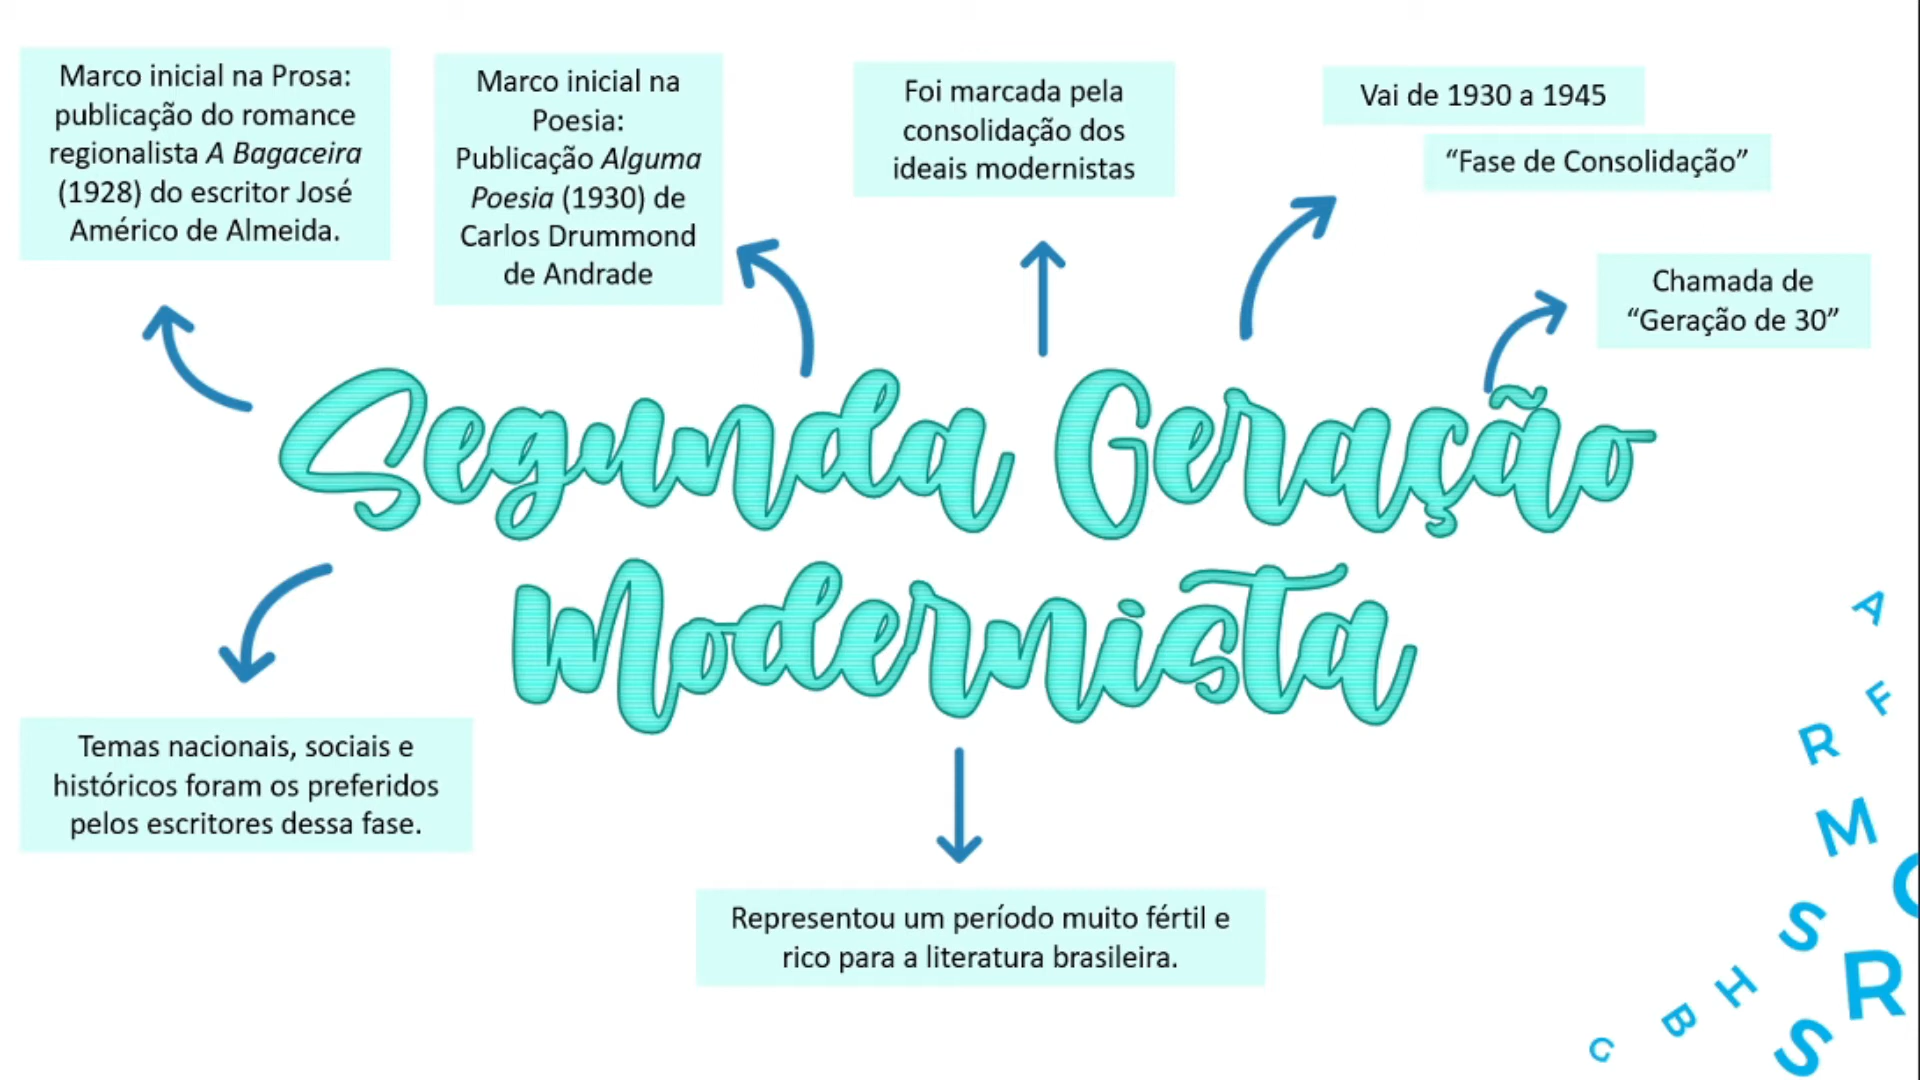 Marco inicial na Prosa:
publicação do romance
regionalista A Bagaceira
(1928) do escritor José
Américo de Almeida.
Marco inicial na
Poesia:
Publicação Alguma
Poesia (1930) de
Carlos Drummond
de Andrade
Foi marcada pela
consolidação dos
ideais modernistas
Vai de 1930 a 1945
“Fase de Consolidação”
Chamada de
“Geração de 30”
Segunda Geração
Modernista
Temas nacionais, sociais e
históricos foram os preferidos
pelos escritores dessa fase.
Representou um período muito fértil e
rico para a literatura brasileira.
A
F
R
M
S
R
H
B
S